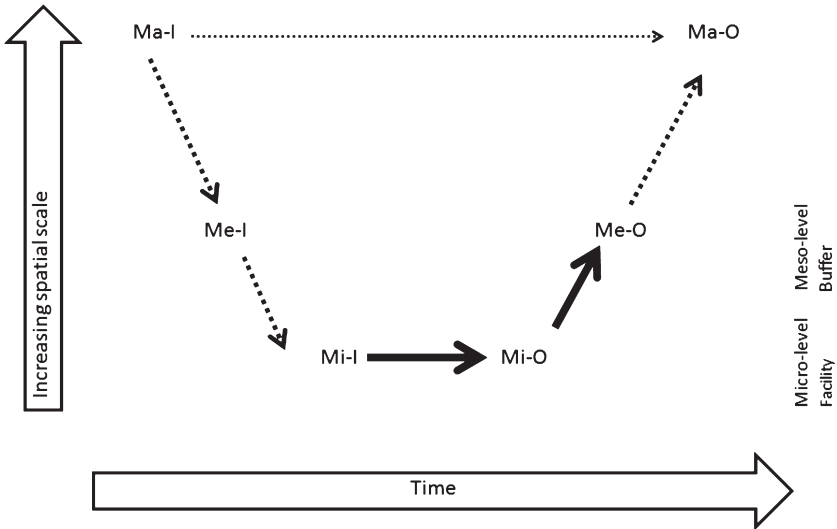 Ma-I
Ma-O
Me-I
Me-O
Mi-I
Mi-O
Increasing spatial scale
Meso-level
Buffer
Micro-level
Facility
Time